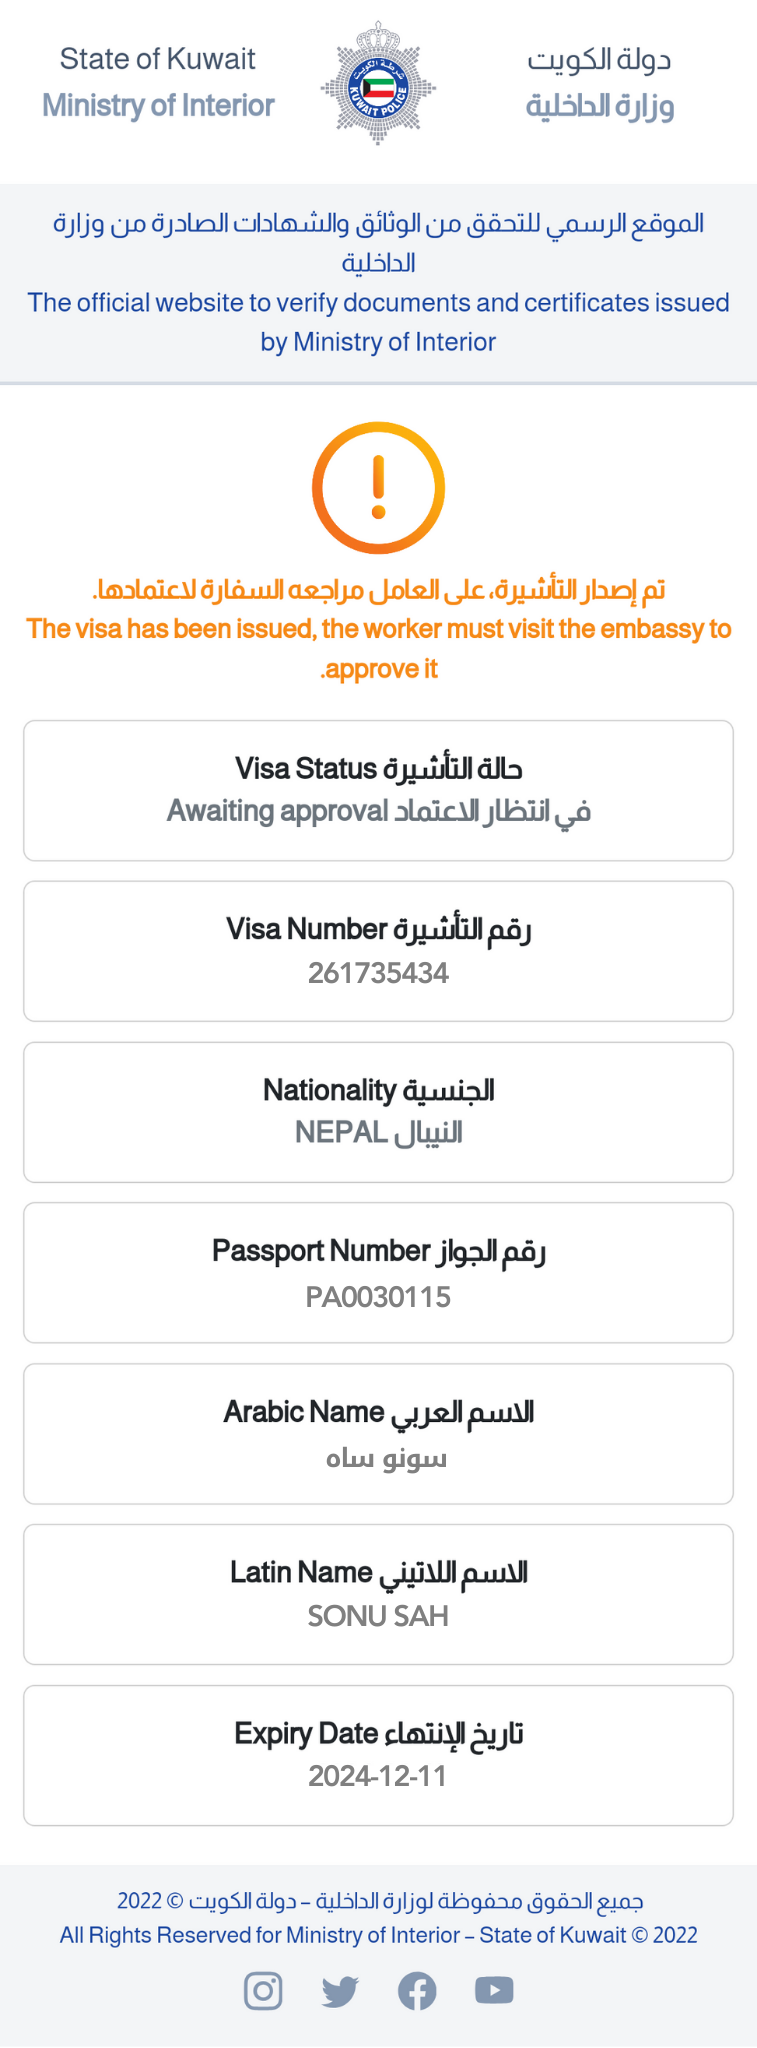 State of Kuwait
Ministry of Interior
شرطة الكويت
KUWAIT POLICE
دولة الكويت
وزارة الداخلية
الموقع الرسمي للتحقق من الوثائق والشهادات الصادرة من وزارة
الداخلية
The official website to verify documents and certificates issued
by Ministry of Interior
تم إصدار التأشيرة، على العامل مراجعه السفارة لاعتمادها.
The visa has been issued, the worker must visit the embassy to
.approve it
Visa Status حالة التأشيرة
Awaiting approval في انتظار الاعتماد
Visa Number رقم التأشيرة
261735434
Nationality الجنسية
NEPAL النيبال
Passport Number رقم الجواز
PA0030115
Arabic Name الاسم العربي
سونو ساه
Latin Name الاسم اللاتيني
SONU SAH
Expiry Date تاريخ الإنتهاء
2024-12-11
جميع الحقوق محفوظة لوزارة الداخلية – دولة الكويت © 2022
All Rights Reserved for Ministry of Interior – State of Kuwait © 2022